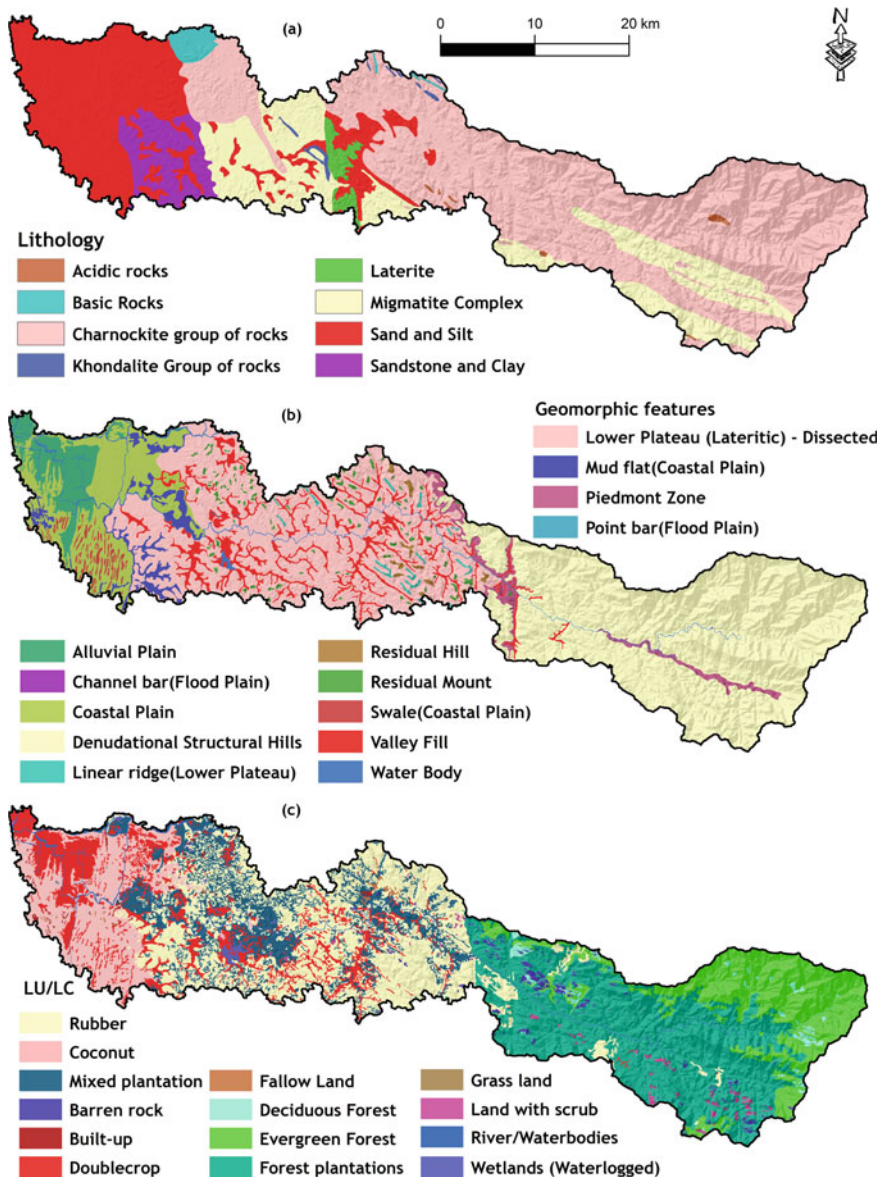 (a)
0 10 20 km
N
Lithology
Acidic rocks
Basic Rocks
Charnockite group of rocks
Khondalite Group of rocks
Laterite
Migmatite Complex
Sand and Silt
Sandstone and Clay
(b)
Geomorphic features
Lower Plateau (Lateritic) - Dissected
Mud flat(Coastal Plain)
Piedmont Zone
Point bar(Flood Plain)
Alluvial Plain
Channel bar(Flood Plain)
Coastal Plain
Denudational Structural Hills
Linear ridge(Lower Plateau)
Residual Hill
Residual Mount
Swale(Coastal Plain)
Valley Fill
Water Body
(c)
LU/LC
Rubber
Coconut
Mixed plantation
Barren rock
Built-up
Doublecrop
Fallow Land
Deciduous Forest
Evergreen Forest
Forest plantations
Grass land
Land with scrub
River/Waterbodies
Wetlands (Waterlogged)